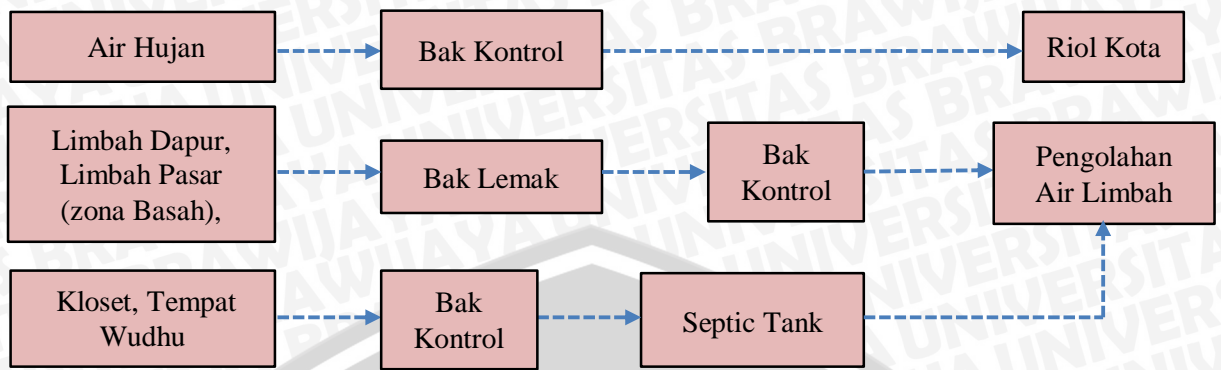 Air Hujan
Bak Kontrol
Riol Kota
Limbah Dapur,
Limbah Pasar
(zona Basah),
Bak Lemak
Bak
Kontrol
Pengolahan
Air Limbah
Kloset, Tempat
Wudhu
Bak
Kontrol
Septic Tank